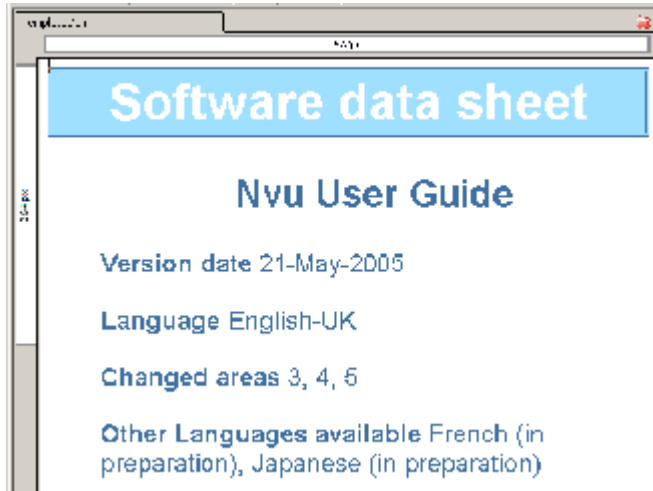 Software data sheet
Nvu User Guide
Version date 21-May-2005
Language English-UK
Changed areas 3, 4, 5
Other Languages available French (in
preparation), Japanese (in preparation)